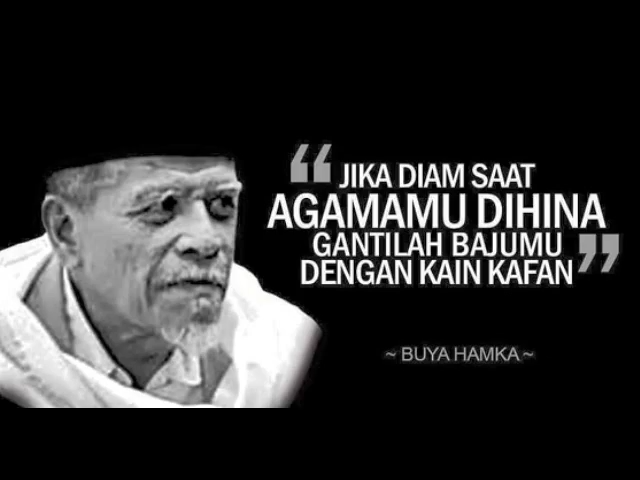 “JIKA DIAM SAAT
AGAMAMU DIHINA
GANTILAH BAJUMU
DENGAN KAIN KAFAN”
~ BUYA HAMKA ~